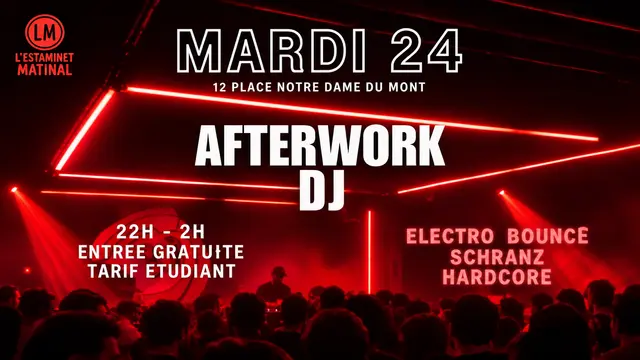 LM
L'ESTAMINET
MATINAL
MARDI 24
12 PLACE NOTRE DAME DU MONT
AFTERWORK
DJ
22H - 2H
ENTREE GRATUITE
TARIF ETUDIANT
ELECTRO BOUNCE
SCHRANZ
HARDCORE